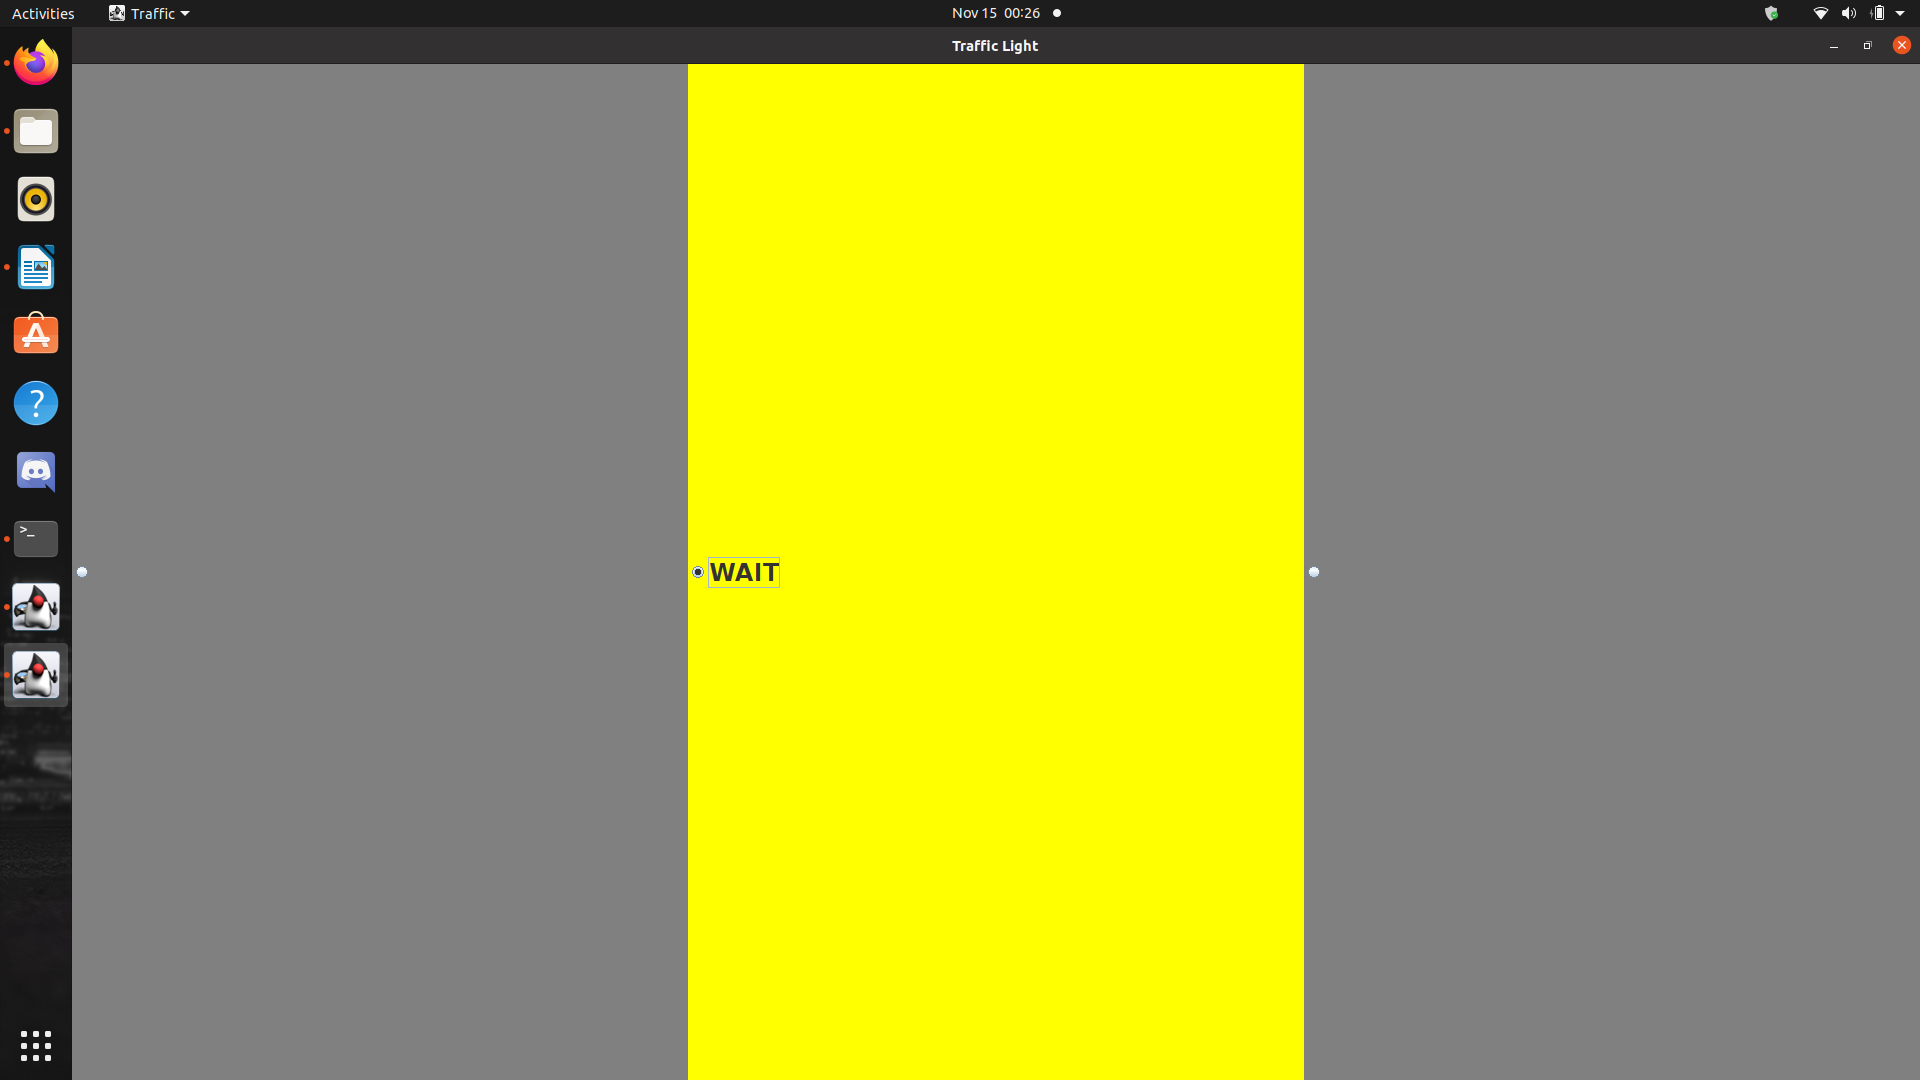 Activities
Traffic
Nov 15 00:26
Traffic Light
WAIT